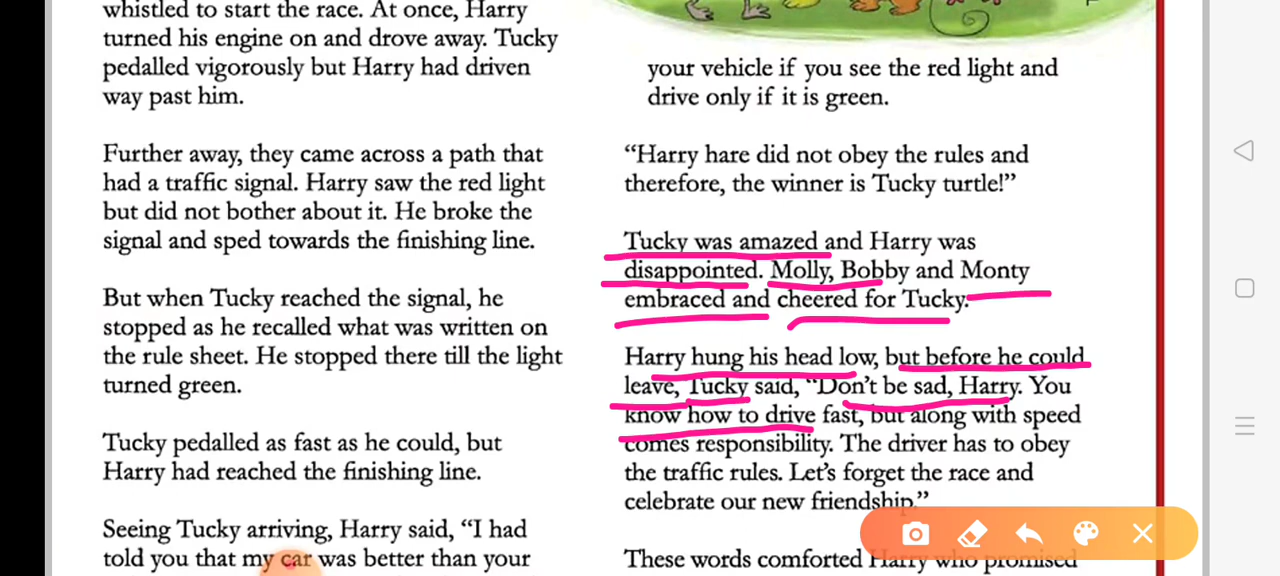 whistled to start the race. At once, Harry
turned his engine on and drove away. Tucky
pedalled vigorously but Harry had driven
way past him.
Further away, they came across a path that
had a traffic signal. Harry saw the red light
but did not bother about it. He broke the
signal and sped towards the finishing line.
But when Tucky reached the signal, he
stopped as he recalled what was written on
the rule sheet. He stopped there till the light
turned green.
Tucky pedalled as fast as he could, but
Harry had reached the finishing line.
Seeing Tucky arriving, Harry said, “I had
told you that my car was better than your
your vehicle if you see the red light and
drive only if it is green.
“Harry hare did not obey the rules and
therefore, the winner is Tucky turtle!”
Tucky was amazed and Harry was
disappointed. Molly, Bobby and Monty
embraced and cheered for Tucky.
Harry hung his head low, but before he could
leave, Tucky said, “Don’t be sad, Harry. You
know how to drive fast, but along with speed
comes responsibility. The driver has to obey
the traffic rules. Let’s forget the race and
celebrate our new friendship.”
These words comforted Harry who promised